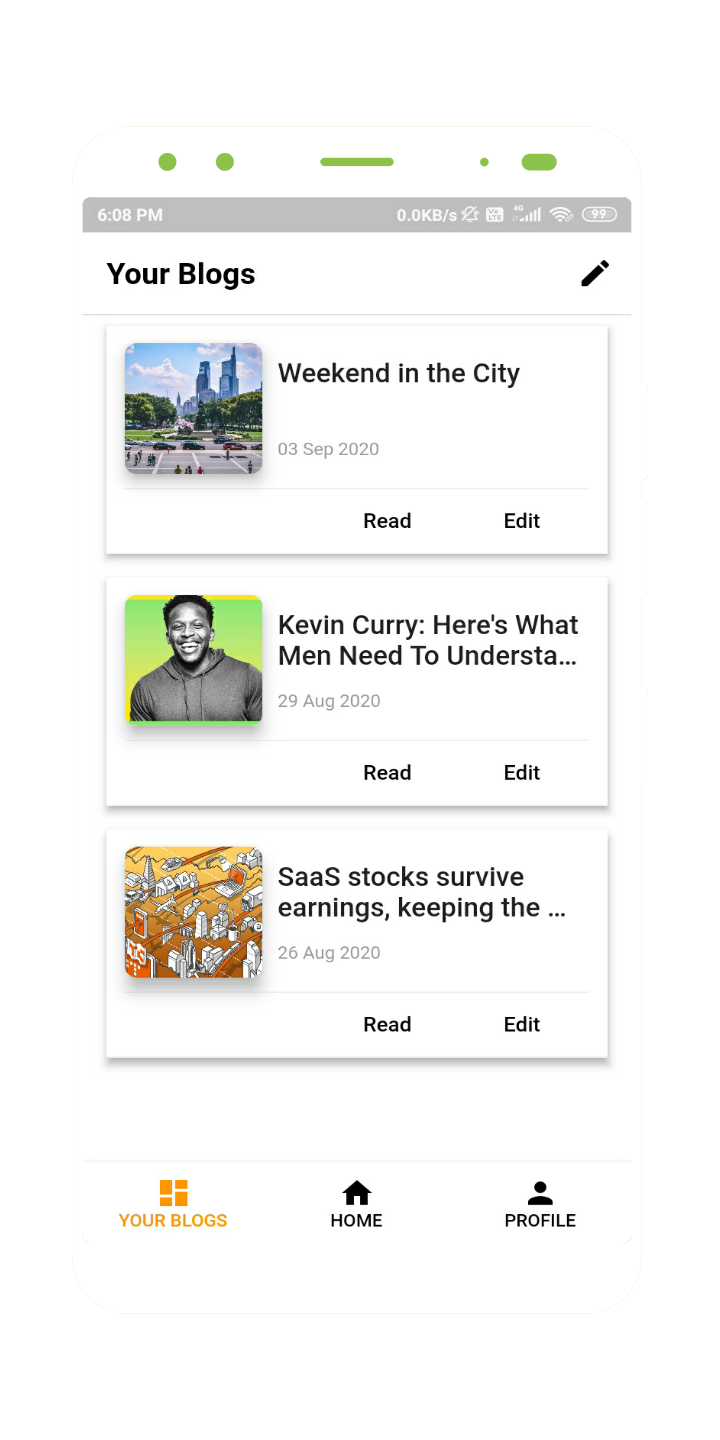 6:08 PM 0.0KB/s Vo LTE 4G 99
Your Blogs
Weekend in the City
03 Sep 2020
Read Edit
Kevin Curry: Here's What
Men Need To Understa...
29 Aug 2020
Read Edit
SaaS stocks survive
earnings, keeping the ...
26 Aug 2020
Read Edit
YOUR BLOGS HOME PROFILE